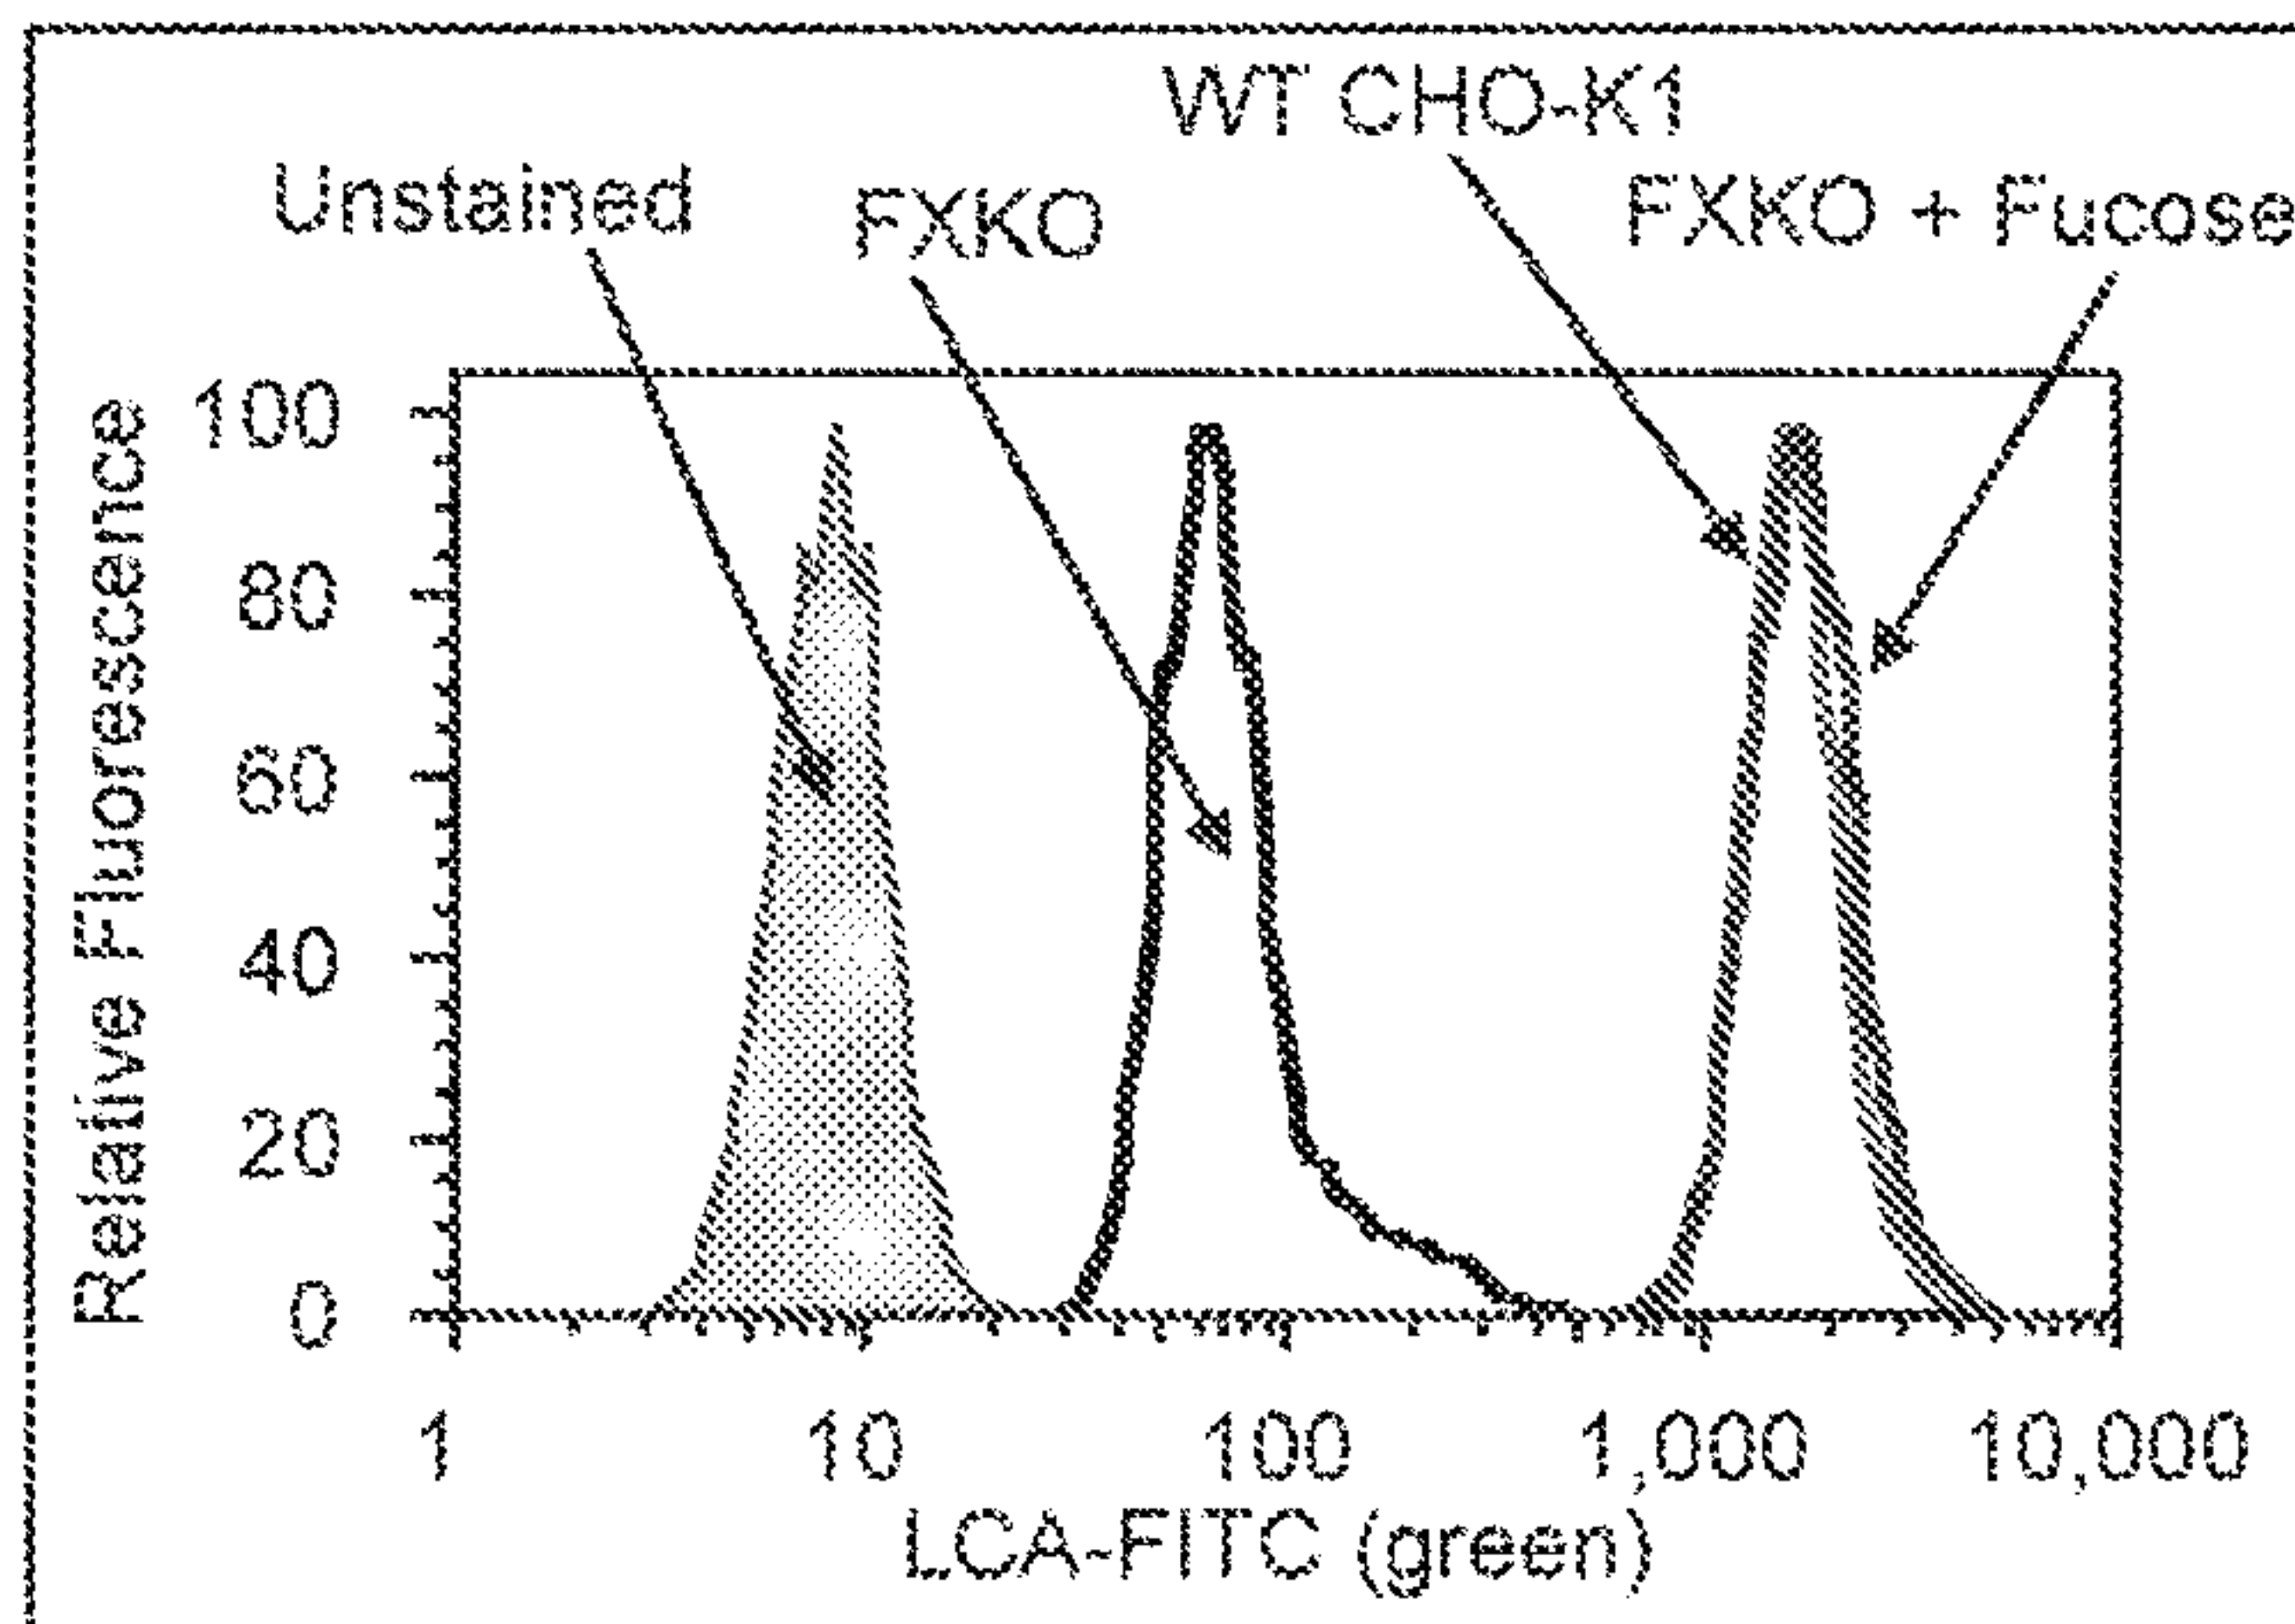 WT CHO-K1
Unstained
FXKO
FXKO + Fucose
Relative Fluorescence
100
80
60
40
20
0
1
10
100
1,000
10,000
LCA-FITC (green)